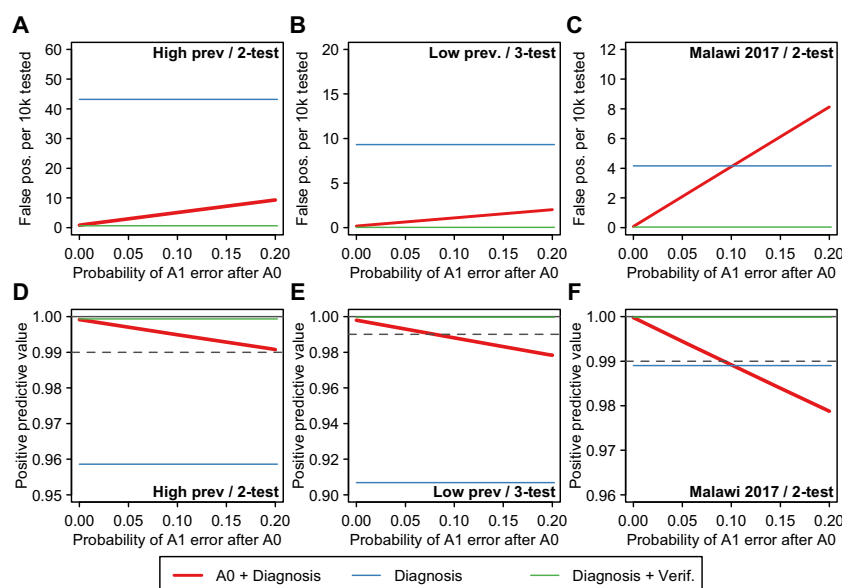 A
B
C
High prev / 2-test
Low prev. / 3-test
Malawi 2017 / 2-test
False pos. per 10k tested
60
50
40
30
20
10
0
False pos. per 10k tested
20
15
10
5
0
False pos. per 10k tested
12
10
8
6
4
2
0
0.00 0.05 0.10 0.15 0.20
0.00 0.05 0.10 0.15 0.20
0.00 0.05 0.10 0.15 0.20
Probability of A1 error after A0
Probability of A1 error after A0
Probability of A1 error after A0
D
E
F
Positive predictive value
1.00
0.99
0.98
0.97
0.96
0.95
Positive predictive value
1.00
0.98
0.96
0.94
0.92
0.90
Positive predictive value
1.00
0.99
0.98
0.97
0.96
High prev / 2-test
Low prev / 3-test
Malawi 2017 / 2-test
0.00 0.05 0.10 0.15 0.20
0.00 0.05 0.10 0.15 0.20
0.00 0.05 0.10 0.15 0.20
Probability of A1 error after A0
Probability of A1 error after A0
Probability of A1 error after A0
A0 + Diagnosis
Diagnosis
Diagnosis + Verif.